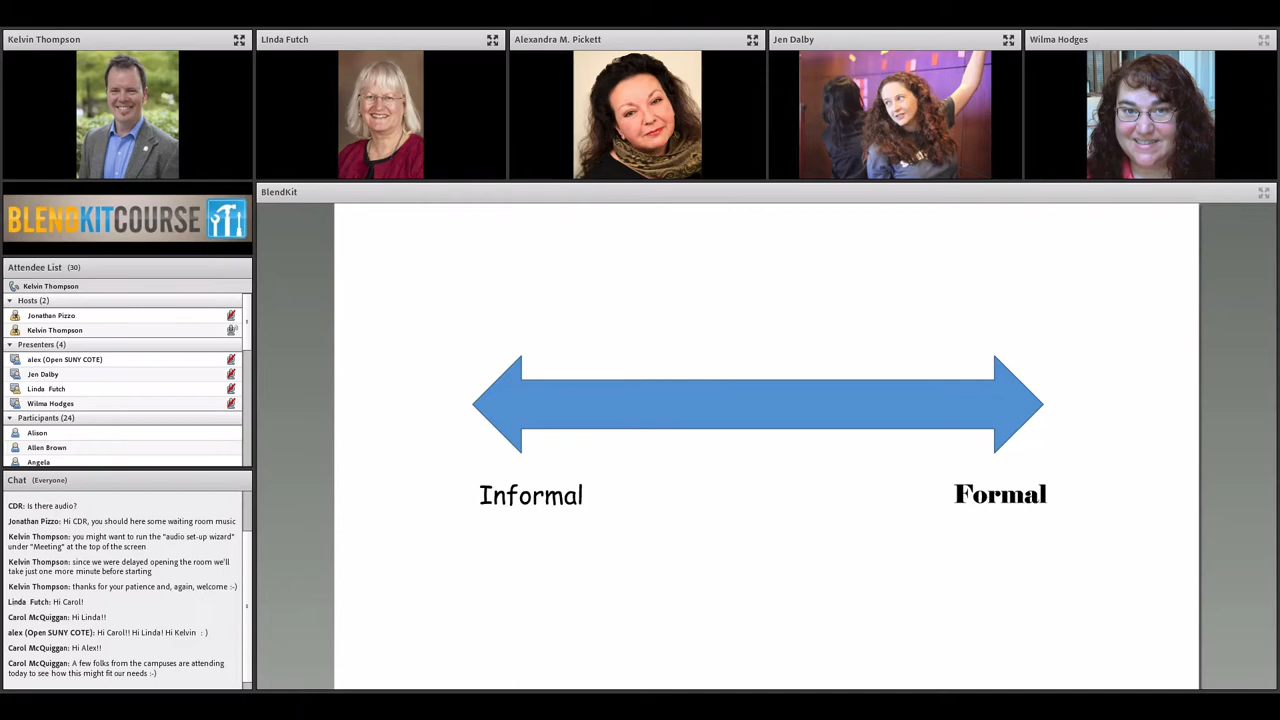 Kelvin Thompson
LInda Futch
Alexandra M. Pickett
Jen Dalby
Wilma Hodges
BLENDKITCOURSE
BlendKit
Attendee List (30)
Kelvin Thompson
Hosts (2)
Jonathan Pizzo
Kelvin Thompson
Presenters (4)
alex (Open SUNY COTE)
Jen Dalby
Linda Futch
Wilma Hodges
Participants (24)
Alison
Allen Brown
Angela
Chat (Everyone)
CDR: Is there audio?
Jonathan Pizzo: Hi CDR, you should here some waiting room music
Kelvin Thompson: you might want to run the "audio set-up wizard"
under "Meeting" at the top of the screen
Kelvin Thompson: since we were delayed opening the room we'll
take just one more minute before starting
Kelvin Thompson: thanks for your patience and, again, welcome :-)
Linda Futch: Hi Carol!
Carol McQuiggan: Hi Linda!!
alex (Open SUNY COTE): Hi Carol!! Hi Linda! Hi Kelvin : )
Carol McQuiggan: Hi Alex!!
Carol McQuiggan: A few folks from the campuses are attending
today to see how this might fit our needs :-)
Informal
Formal